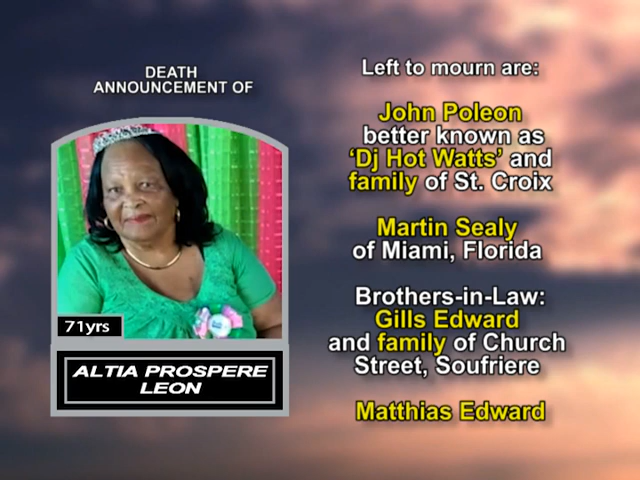 DEATH
ANNOUNCEMENT OF
71yrs
ALTIA PROSPERE
LEON
Left to mourn are:
John Poleon
better known as
‘Dj Hot Watts’ and
family of St. Croix
Martin Sealy
of Miami, Florida
Brothers-in-Law:
Gills Edward
and family of Church
Street, Soufriere
Matthias Edward